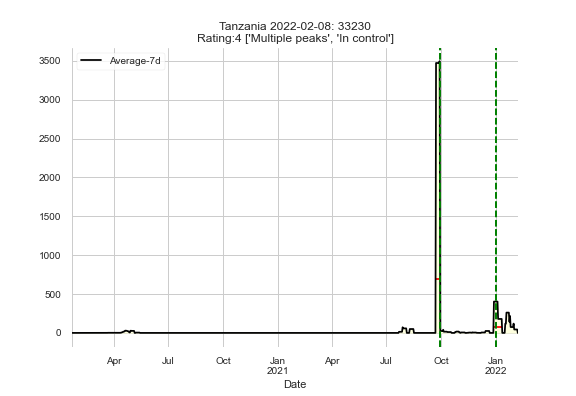 Tanzania 2022-02-08: 33230
Rating:4 ['Multiple peaks', 'In control']
Average-7d
3500
3000
2500
2000
1500
1000
500
0
Apr
Jul
Oct
Jan
2021
Apr
Jul
Oct
Jan
2022
Date